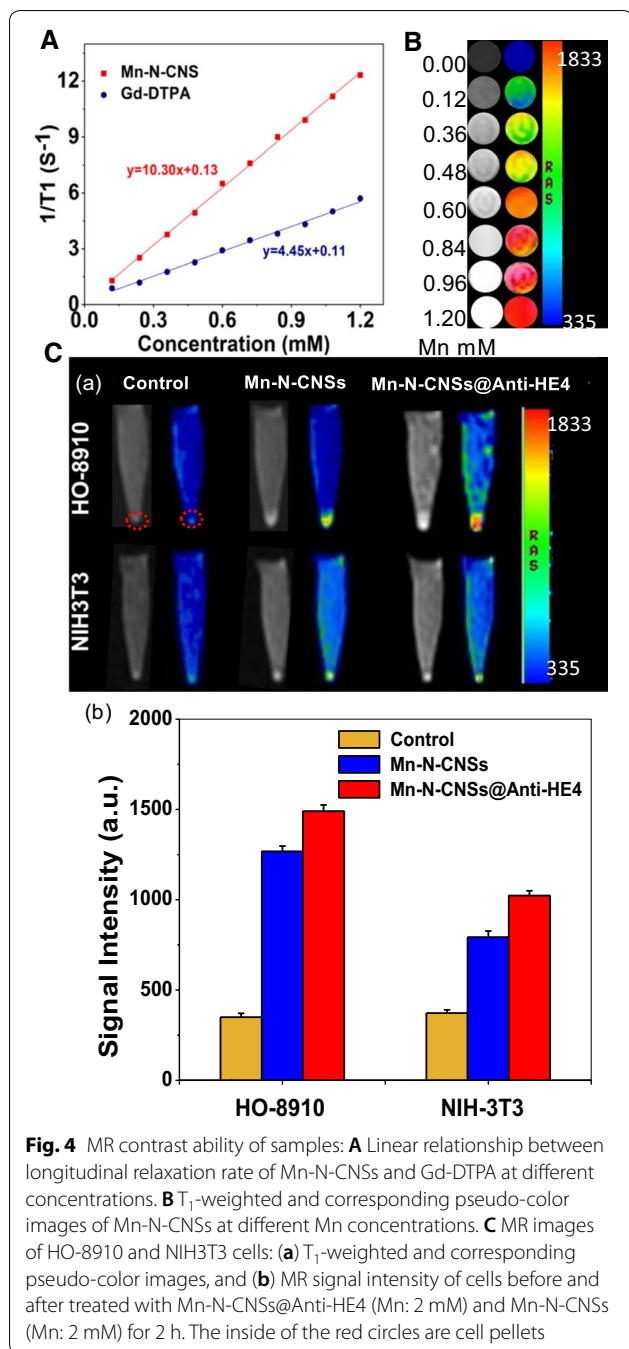 A
Mn-N-CNS
Gd-DTPA
y=10.30x+0.13
y=4.45x+0.11
1/T1 (s-1)
12
9
6
3
0
0.0 0.3 0.6 0.9 1.2
Concentration (mM)
B
0.00
0.12
0.36
0.48
0.60
0.84
0.96
1.20
Mn mM
1833
RAS
335
C
(a) Control Mn-N-CNSs Mn-N-CNSs@Anti-HE4
HO-8910
NIH3T3
1833
RAS
335
(b)
Signal Intensity (a.u.)
2000
1500
1000
500
0
Control
Mn-N-CNSs
Mn-N-CNSs@Anti-HE4
HO-8910 NIH-3T3
Fig. 4 MR contrast ability of samples: A Linear relationship between
longitudinal relaxation rate of Mn-N-CNSs and Gd-DTPA at different
concentrations. B T1-weighted and corresponding pseudo-color
images of Mn-N-CNSs at different Mn concentrations. C MR images
of HO-8910 and NIH3T3 cells: (a) T1-weighted and corresponding
pseudo-color images, and (b) MR signal intensity of cells before and
after treated with Mn-N-CNSs@Anti-HE4 (Mn: 2 mM) and Mn-N-CNSs
(Mn: 2 mM) for 2 h. The inside of the red circles are cell pellets